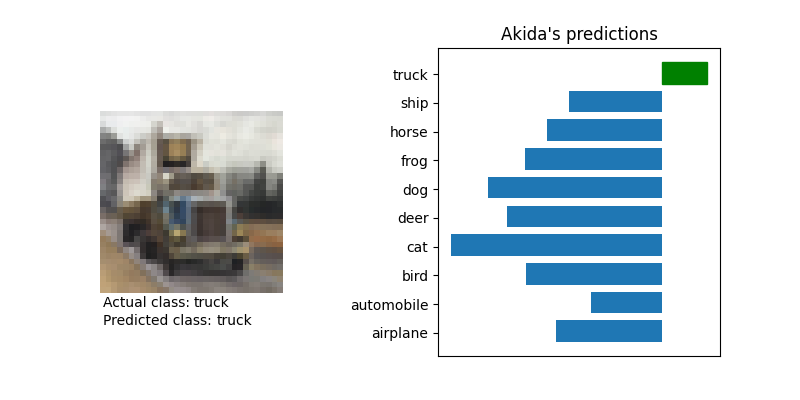 Akida's predictions
truck
ship
horse
frog
dog
deer
cat
bird
automobile
airplane
Actual class: truck
Predicted class: truck